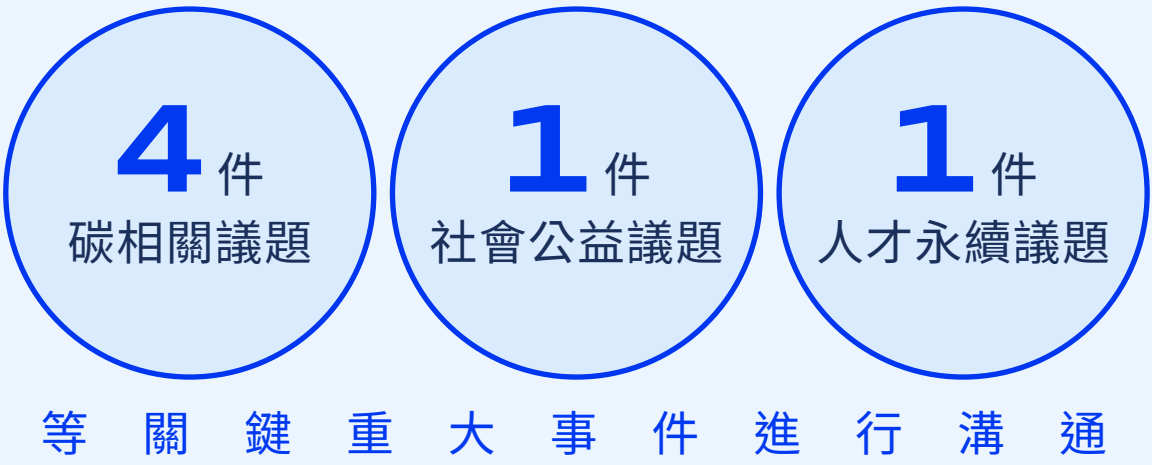 4件
碳相關議題
1件
社會公益議題
1件
人才永續議題
等關鍵重大事件進行溝通